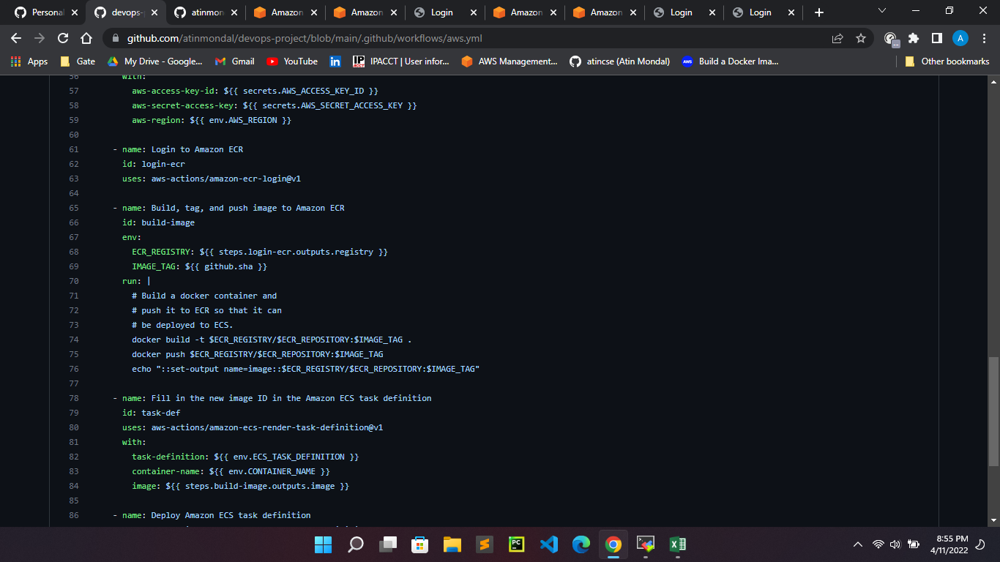 Personal
devops-
atinmon
Amazon
Amazon
Login
Amazon
Amazon
Login
Login
github.com/atinmondal/devops-project/blob/main/.github/workflows/aws.yml
A
Apps
Gate
My Drive - Google...
Gmail
YouTube
IPACCT | User infor...
AWS Management...
atincse (Atin Mondal)
Build a Docker Ima...
Other bookmarks
56 with:
57 aws-access-key-id: ${{ secrets.AWS_ACCESS_KEY_ID }}
58 aws-secret-access-key: ${{ secrets.AWS_SECRET_ACCESS_KEY }}
59 aws-region: ${{ env.AWS_REGION }}
60
61 - name: Login to Amazon ECR
62 id: login-ecr
63 uses: aws-actions/amazon-ecr-login@v1
64
65 - name: Build, tag, and push image to Amazon ECR
66 id: build-image
67 env:
68 ECR_REGISTRY: ${{ steps.login-ecr.outputs.registry }}
69 IMAGE_TAG: ${{ github.sha }}
70 run: |
71 # Build a docker container and
72 # push it to ECR so that it can
73 # be deployed to ECS.
74 docker build -t $ECR_REGISTRY/$ECR_REPOSITORY:$IMAGE_TAG .
75 docker push $ECR_REGISTRY/$ECR_REPOSITORY:$IMAGE_TAG
76 echo "::set-output name=image::$ECR_REGISTRY/$ECR_REPOSITORY:$IMAGE_TAG"
77
78 - name: Fill in the new image ID in the Amazon ECS task definition
79 id: task-def
80 uses: aws-actions/amazon-ecs-render-task-definition@v1
81 with:
82 task-definition: ${{ env.ECS_TASK_DEFINITION }}
83 container-name: ${{ env.CONTAINER_NAME }}
84 image: ${{ steps.build-image.outputs.image }}
85
86 - name: Deploy Amazon ECS task definition
8:55 PM
4/11/2022